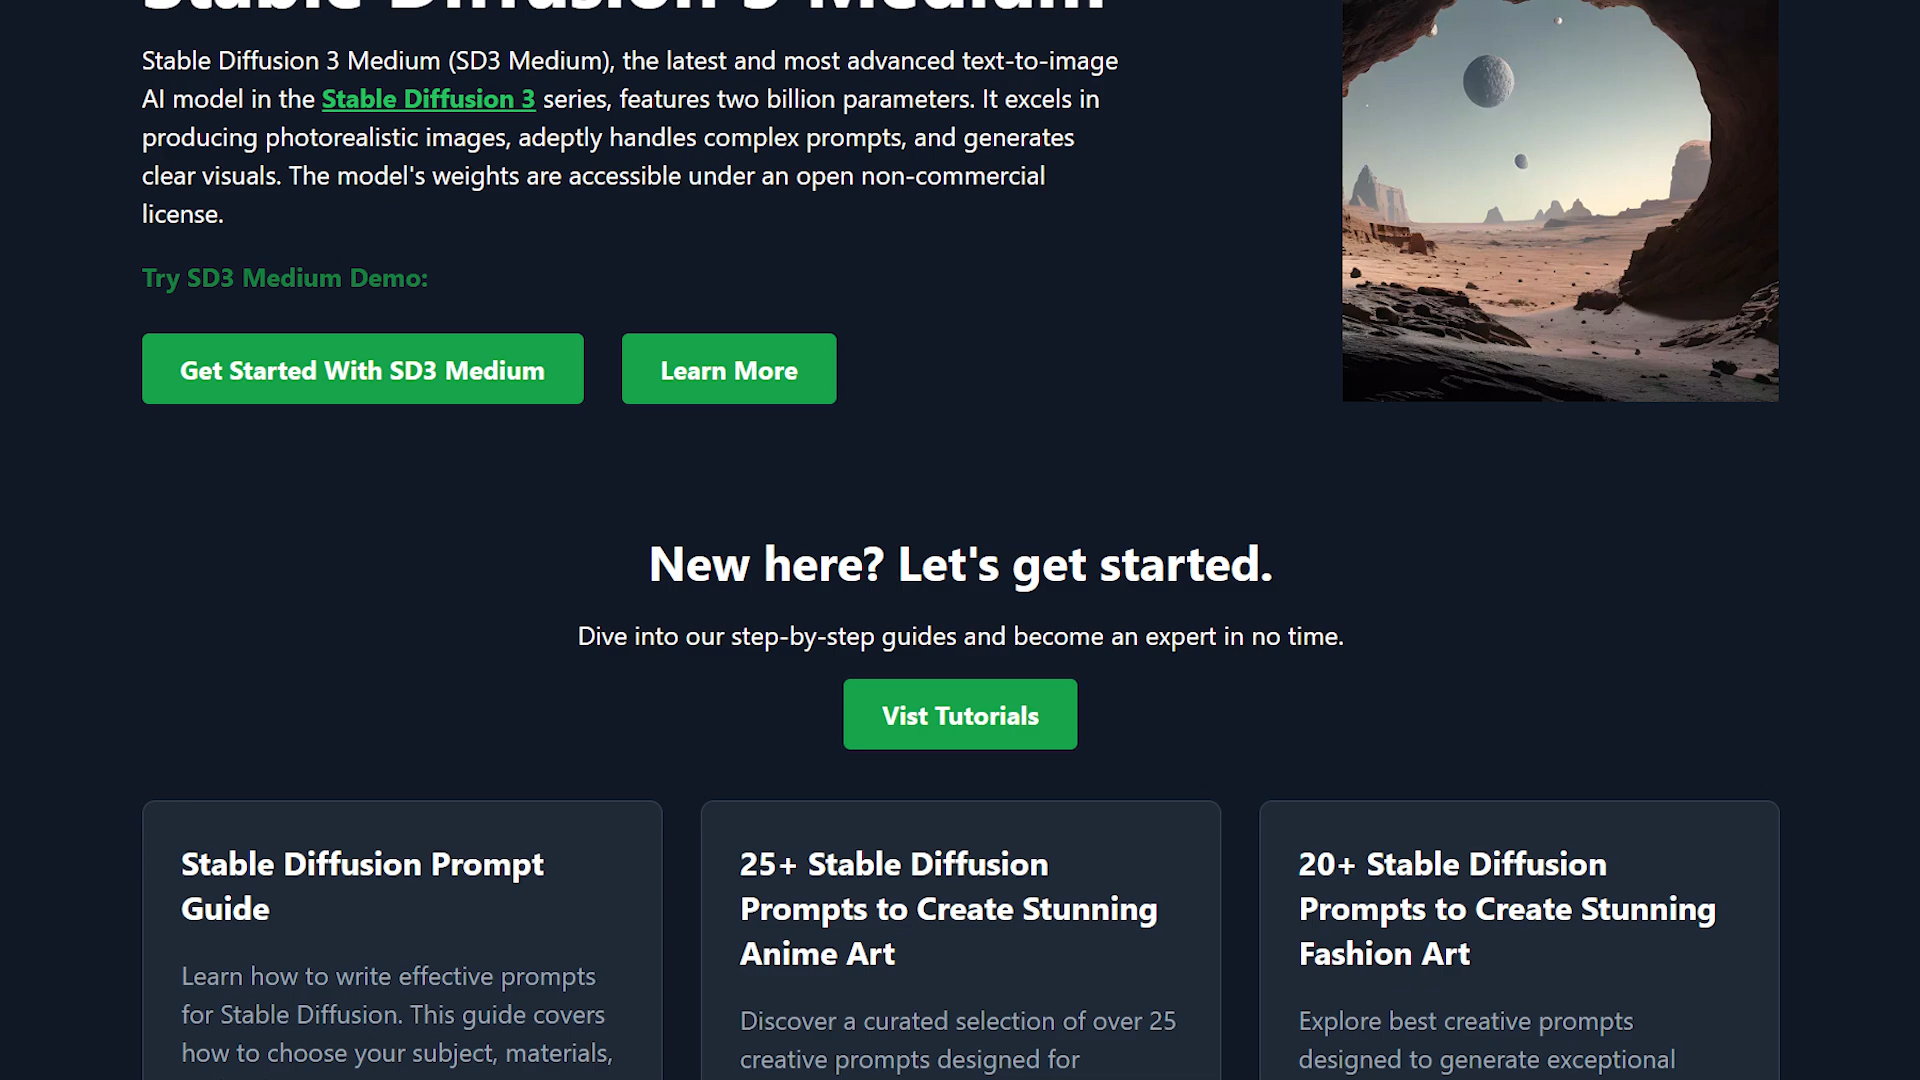 Stable Diffusion 3 Medium
Stable Diffusion 3 Medium (SD3 Medium), the latest and most advanced text-to-image
AI model in the Stable Diffusion 3 series, features two billion parameters. It excels in
producing photorealistic images, adeptly handles complex prompts, and generates
clear visuals. The model's weights are accessible under an open non-commercial
license.
Try SD3 Medium Demo:
Get Started With SD3 Medium
Learn More
New here? Let's get started.
Dive into our step-by-step guides and become an expert in no time.
Vist Tutorials
Stable Diffusion Prompt
Guide
Learn how to write effective prompts
for Stable Diffusion. This guide covers
how to choose your subject, materials,
25+ Stable Diffusion
Prompts to Create Stunning
Anime Art
Discover a curated selection of over 25
creative prompts designed for
20+ Stable Diffusion
Prompts to Create Stunning
Fashion Art
Explore best creative prompts
designed to generate exceptional